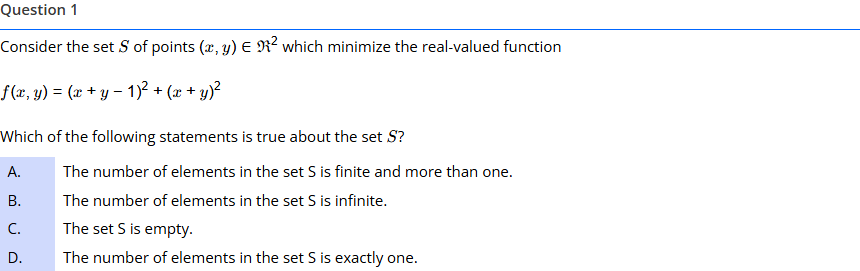 Question 1
Consider the set S of points (x, y) ∈ ℜ² which minimize the real-valued function
f(x, y) = (x + y − 1)² + (x + y)²
Which of the following statements is true about the set S?
A. The number of elements in the set S is finite and more than one.
B. The number of elements in the set S is infinite.
C. The set S is empty.
D. The number of elements in the set S is exactly one.